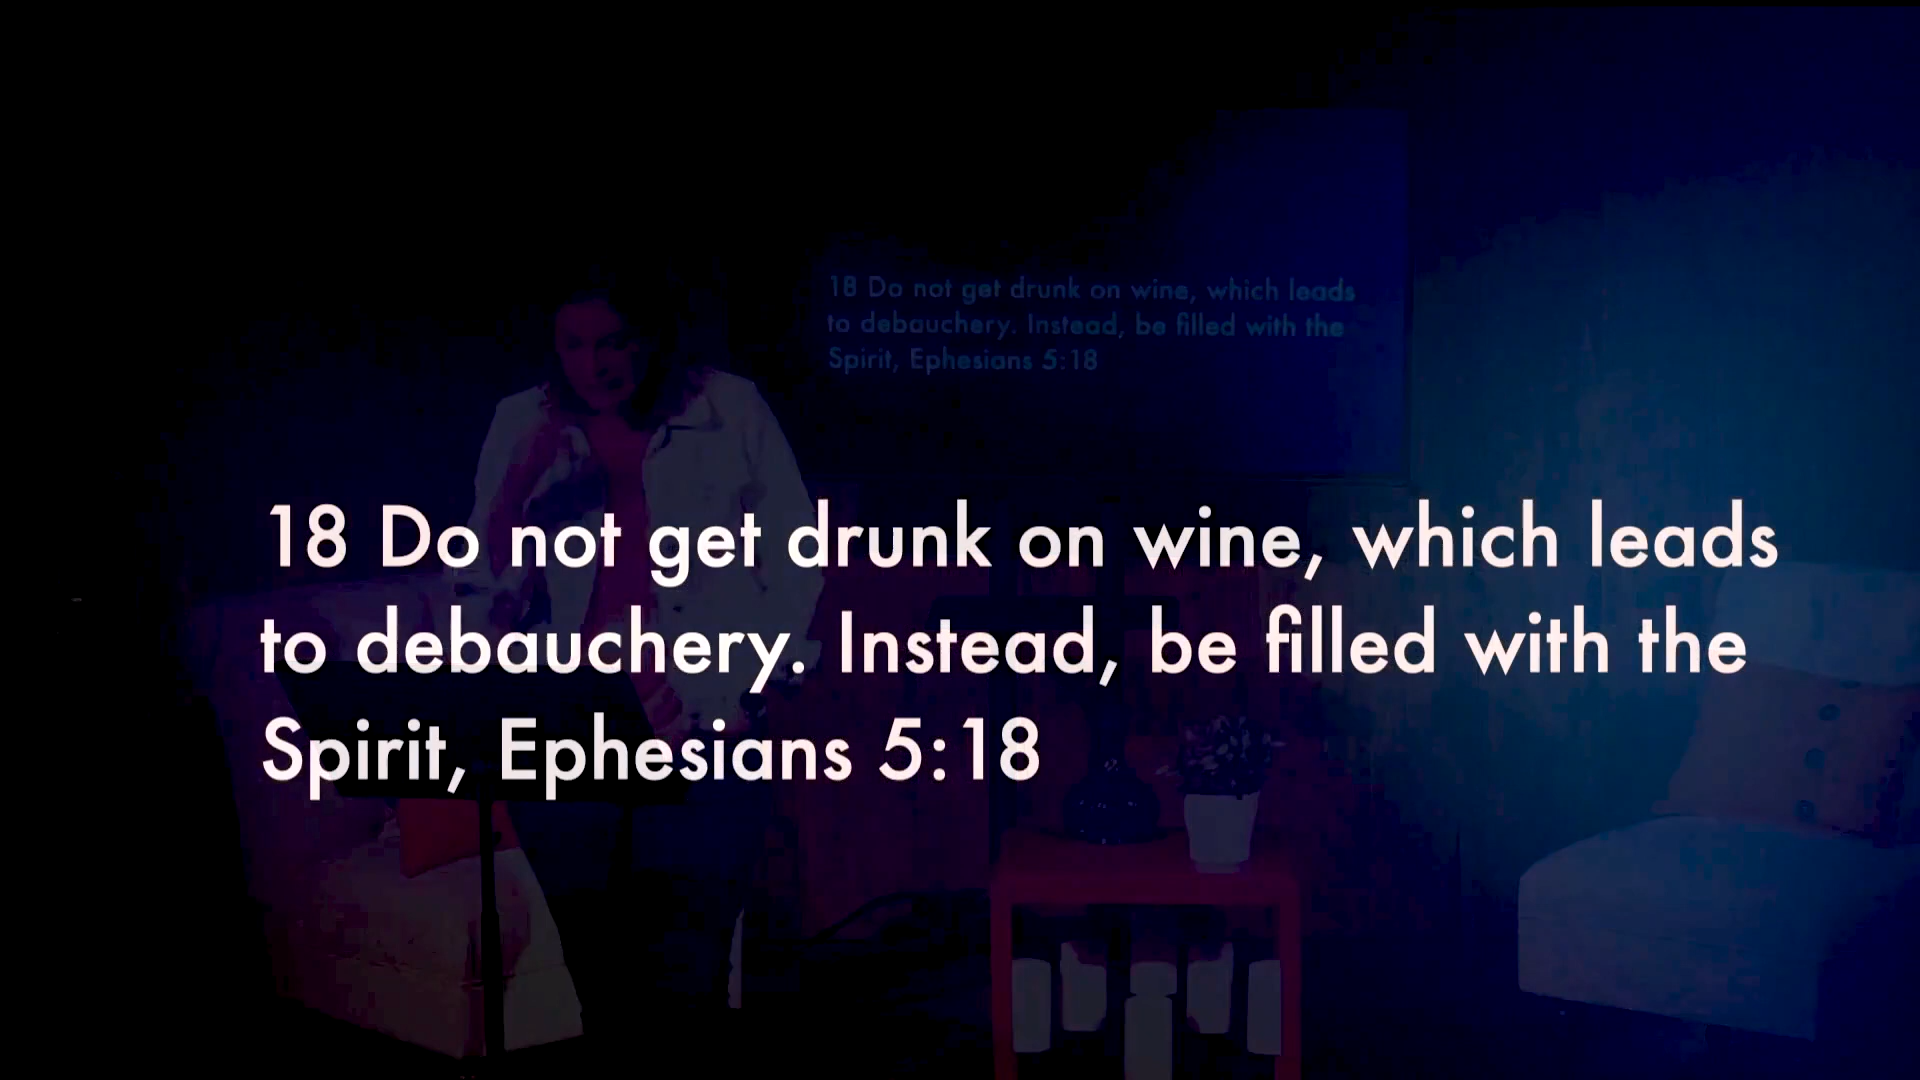 18 Do not get drunk on wine, which leads
to debauchery. Instead, be filled with the
Spirit, Ephesians 5:18
18 Do not get drunk on wine, which leads
to debauchery. Instead, be filled with the
Spirit, Ephesians 5:18